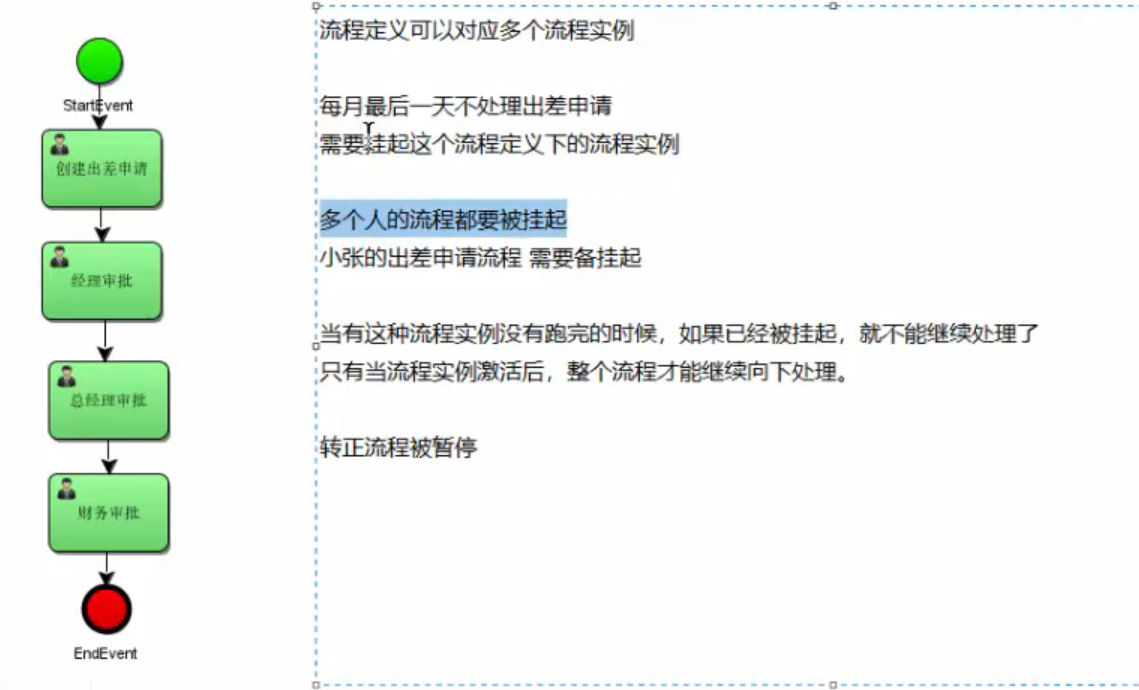 StartEvent
创建出差申请
经理审批
总经理审批
财务审批
EndEvent
流程定义可以对应多个流程实例
每月最后一天不处理出差申请
需要挂起这个流程定义下的流程实例
多个人的流程都要被挂起
小张的出差申请流程 需要备挂起
当有这种流程实例没有跑完的时候，如果已经被挂起，就不能继续处理了
只有当流程实例激活后，整个流程才能继续向下处理。
转正流程被暂停